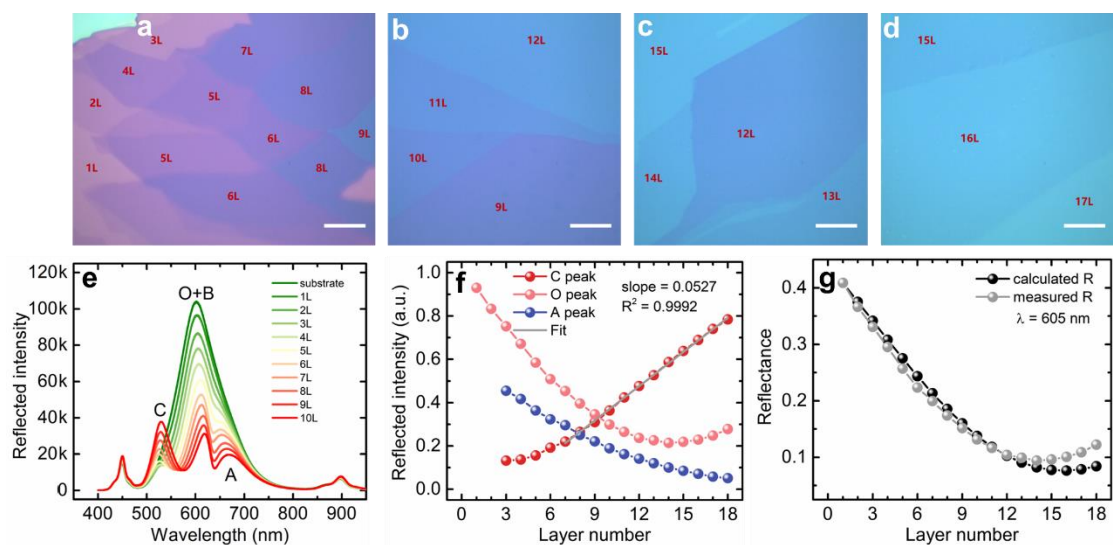 a
3L
7L
4L
8L
5L
2L
6L
9L
5L
1L
8L
6L
b
12L
11L
10L
9L
c
15L
12L
14L
13L
d
15L
16L
17L
e
120k
100k
80k
60k
40k
20k
0
Reflected intensity
O+B
C
A
substrate
1L
2L
3L
4L
5L
6L
7L
8L
9L
10L
400 500 600 700 800 900
Wavelength (nm)
f
1.0
0.8
0.6
0.4
0.2
0.0
Reflected intensity (a.u.)
C peak
O peak
A peak
Fit
slope = 0.0527
R² = 0.9992
0 3 6 9 12 15 18
Layer number
g
0.4
0.3
0.2
0.1
Reflectance
calculated R
measured R
λ = 605 nm
0 3 6 9 12 15 18
Layer number